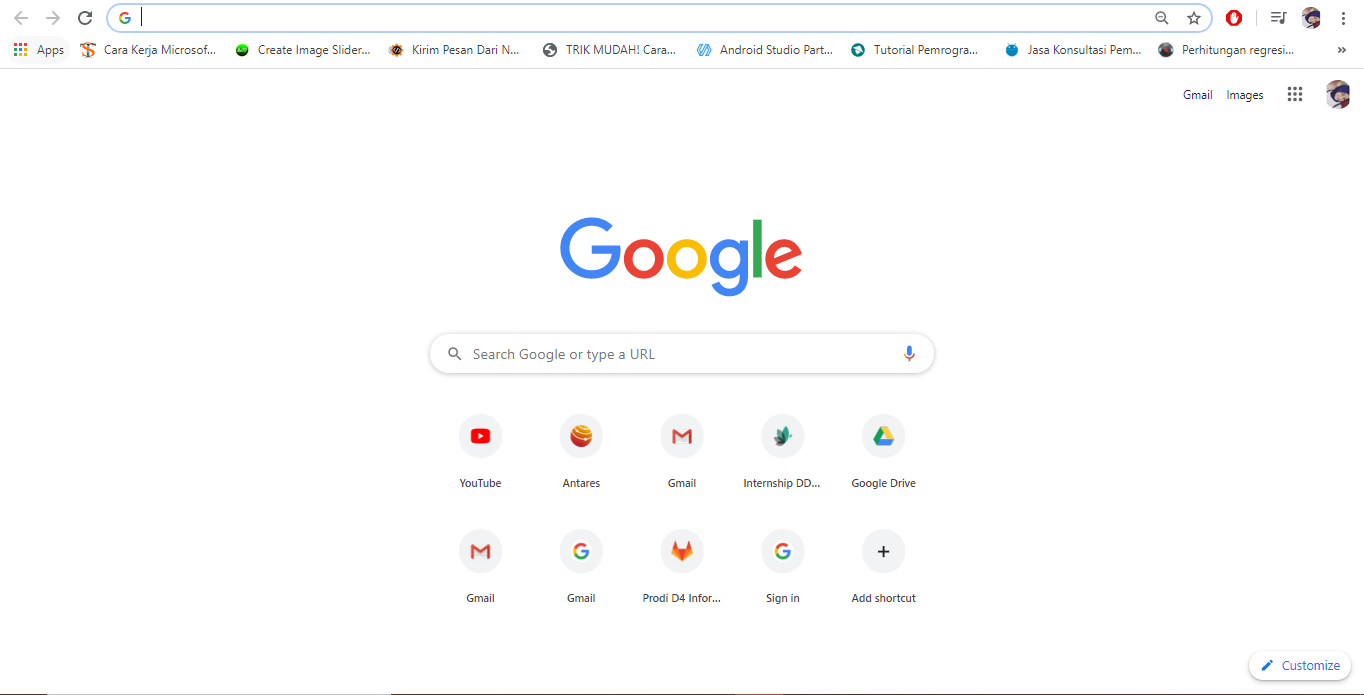 Apps Cara Kerja Microsof... Create Image Slider... Kirim Pesan Dari N... TRIK MUDAH! Cara... Android Studio Part... Tutorial Pemrogra... Jasa Konsultasi Pem... Perhitungan regresi... »
Gmail Images
Google
Search Google or type a URL
YouTube Antares Gmail Internship DD... Google Drive
Gmail Gmail Prodi D4 Infor... Sign in Add shortcut
Customize